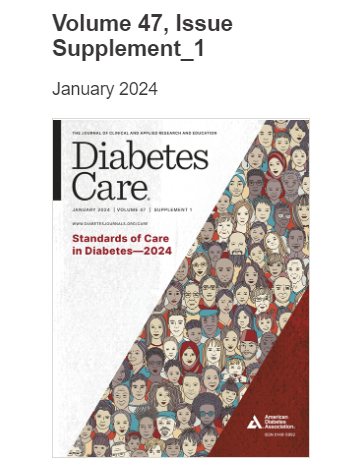 Volume 47, Issue
Supplement_1
January 2024
THE JOURNAL OF CLINICAL AND APPLIED RESEARCH AND EDUCATION
Diabetes
Care®
JANUARY 2024 | VOLUME 47 | SUPPLEMENT 1
WWW.DIABETESJOURNALS.ORG/CARE
Standards of Care
in Diabetes—2024
American
Diabetes
Association®